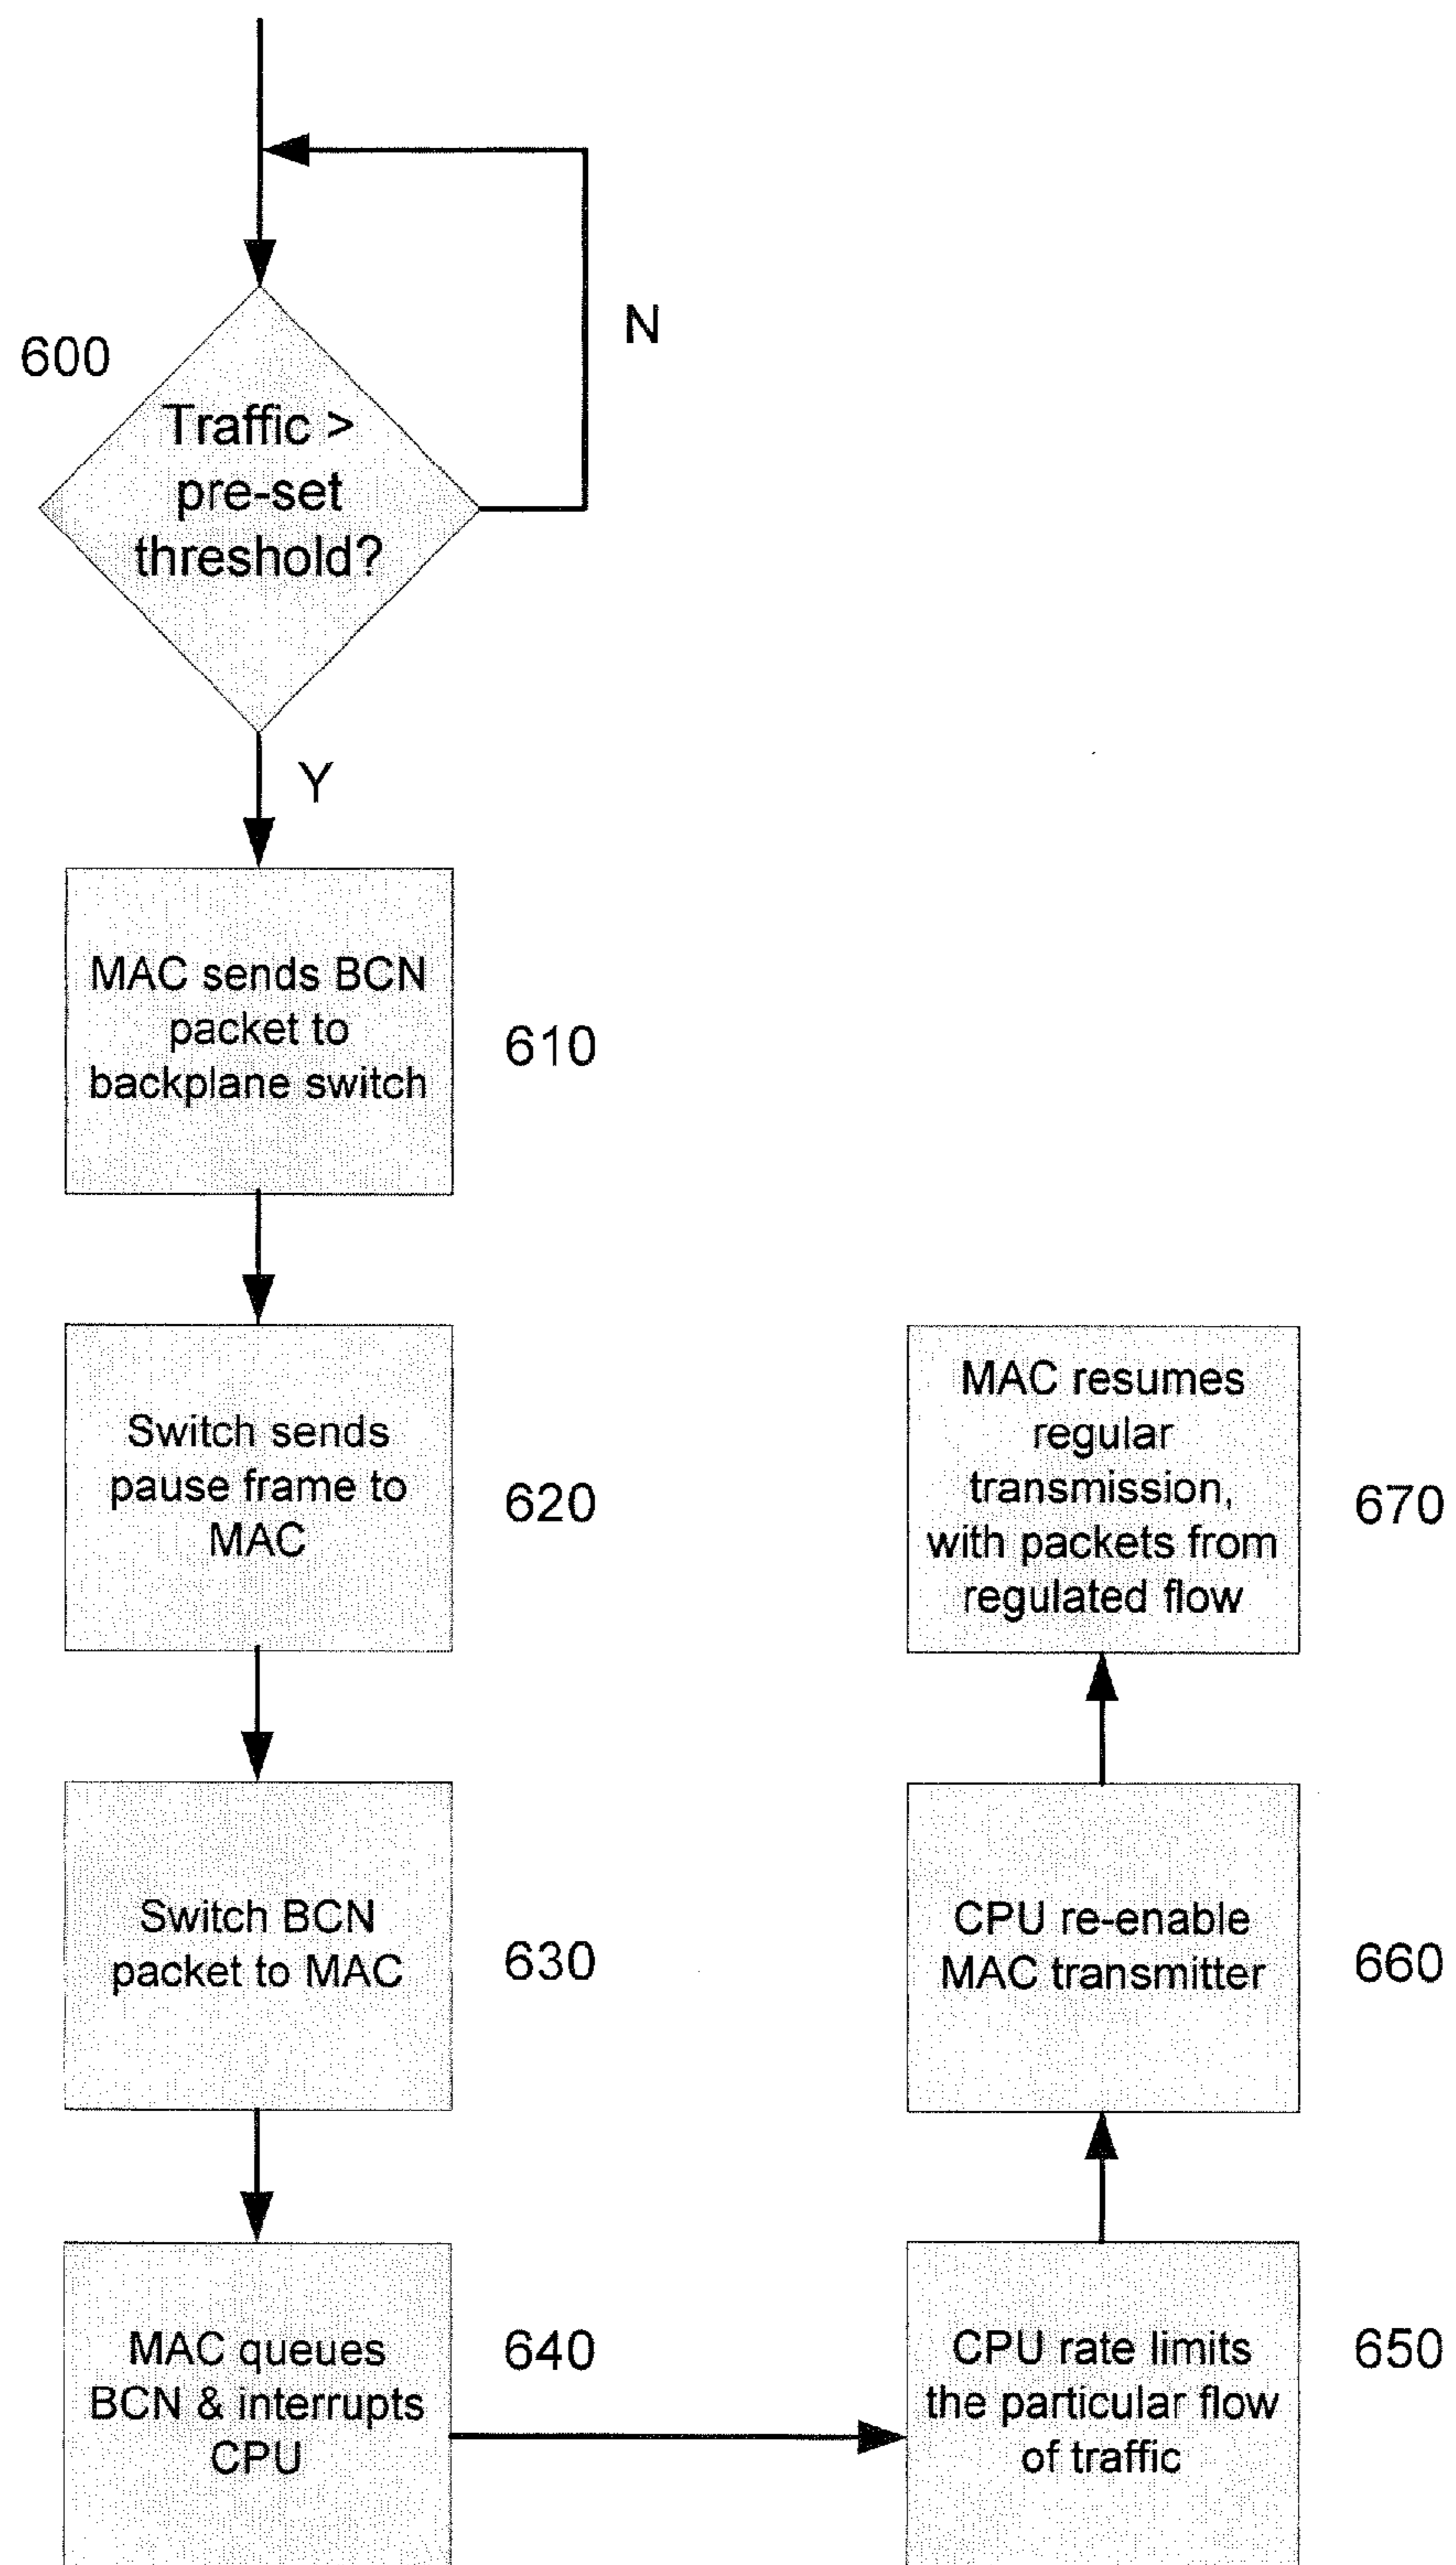 N
600
Traffic >
pre-set
threshold?
Y
MAC sends BCN
packet to
backplane switch
610
Switch sends
pause frame to
MAC
620
Switch BCN
packet to MAC
630
MAC queues
BCN & interrupts
CPU
640
CPU rate limits
the particular flow
of traffic
650
CPU re-enable
MAC transmitter
660
MAC resumes
regular
transmission,
with packets from
regulated flow
670